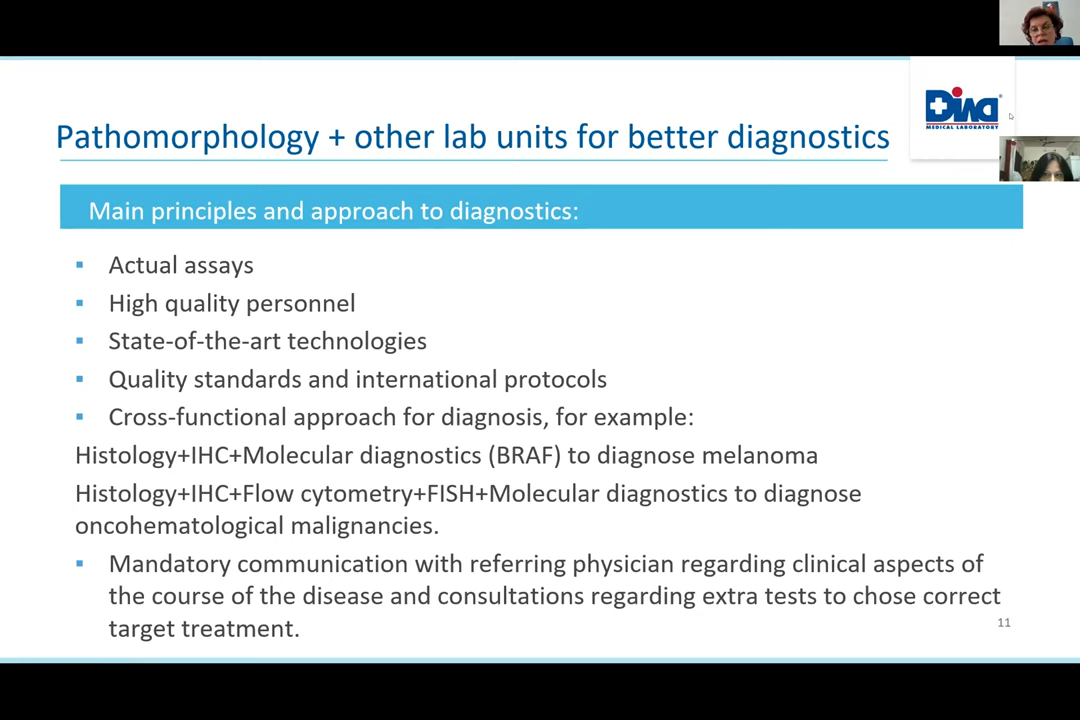 Dila
MEDICAL LABORATORY
Pathomorphology + other lab units for better diagnostics
Main principles and approach to diagnostics:
▪ Actual assays
▪ High quality personnel
▪ State-of-the-art technologies
▪ Quality standards and international protocols
▪ Cross-functional approach for diagnosis, for example:
Histology+IHC+Molecular diagnostics (BRAF) to diagnose melanoma
Histology+IHC+Flow cytometry+FISH+Molecular diagnostics to diagnose
oncohematological malignancies.
▪ Mandatory communication with referring physician regarding clinical aspects of
the course of the disease and consultations regarding extra tests to chose correct
target treatment.
11